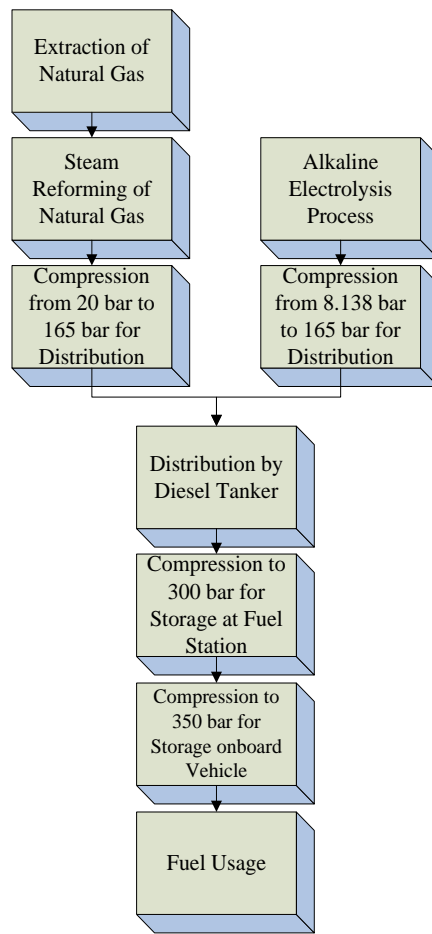 Extraction of
Natural Gas
Steam
Reforming of
Natural Gas
Alkaline
Electrolysis
Process
Compression
from 20 bar to
165 bar for
Distribution
Compression
from 8.138 bar
to 165 bar for
Distribution
Distribution by
Diesel Tanker
Compression to
300 bar for
Storage at Fuel
Station
Compression to
350 bar for
Storage onboard
Vehicle
Fuel Usage